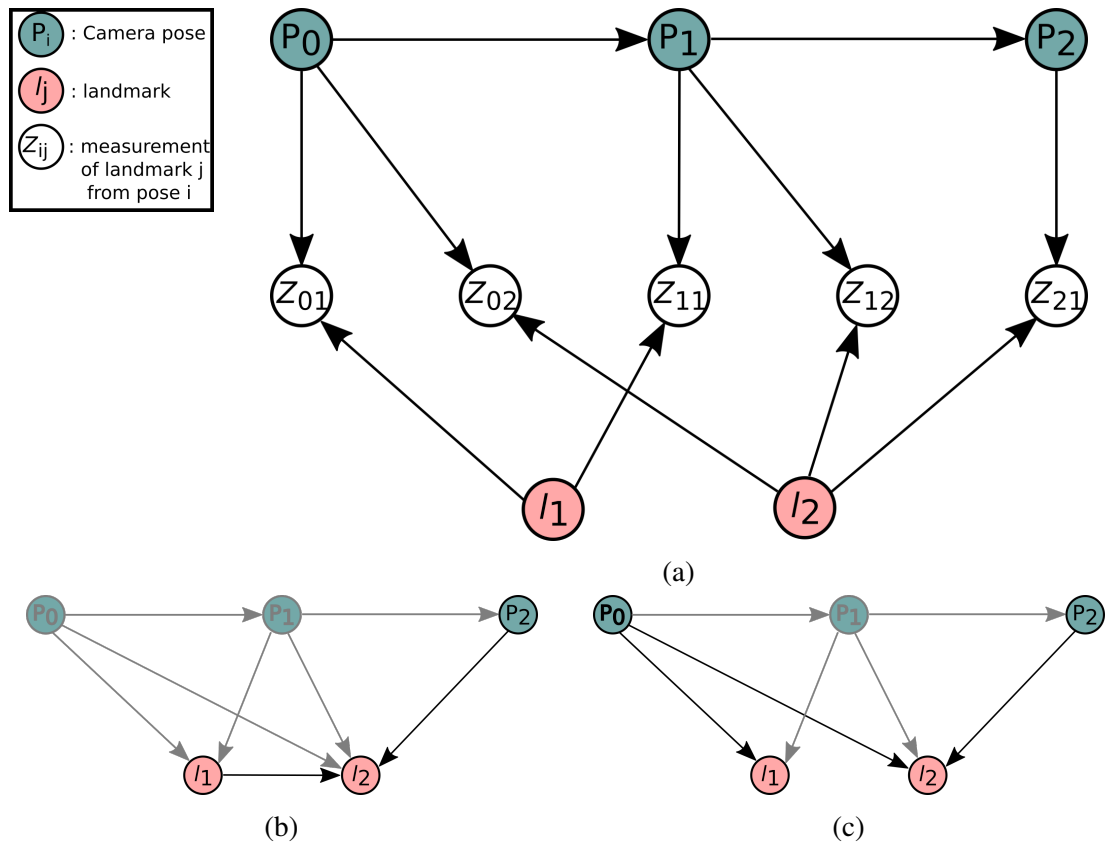 Pi : Camera pose
lj : landmark
Zij : measurement
of landmark j
from pose i
P0 P1 P2
Z01 Z02 Z11 Z12 Z21
l1 l2
(a)
P0 P1 P2
l1 l2
(b)
P0 P1 P2
l1 l2
(c)